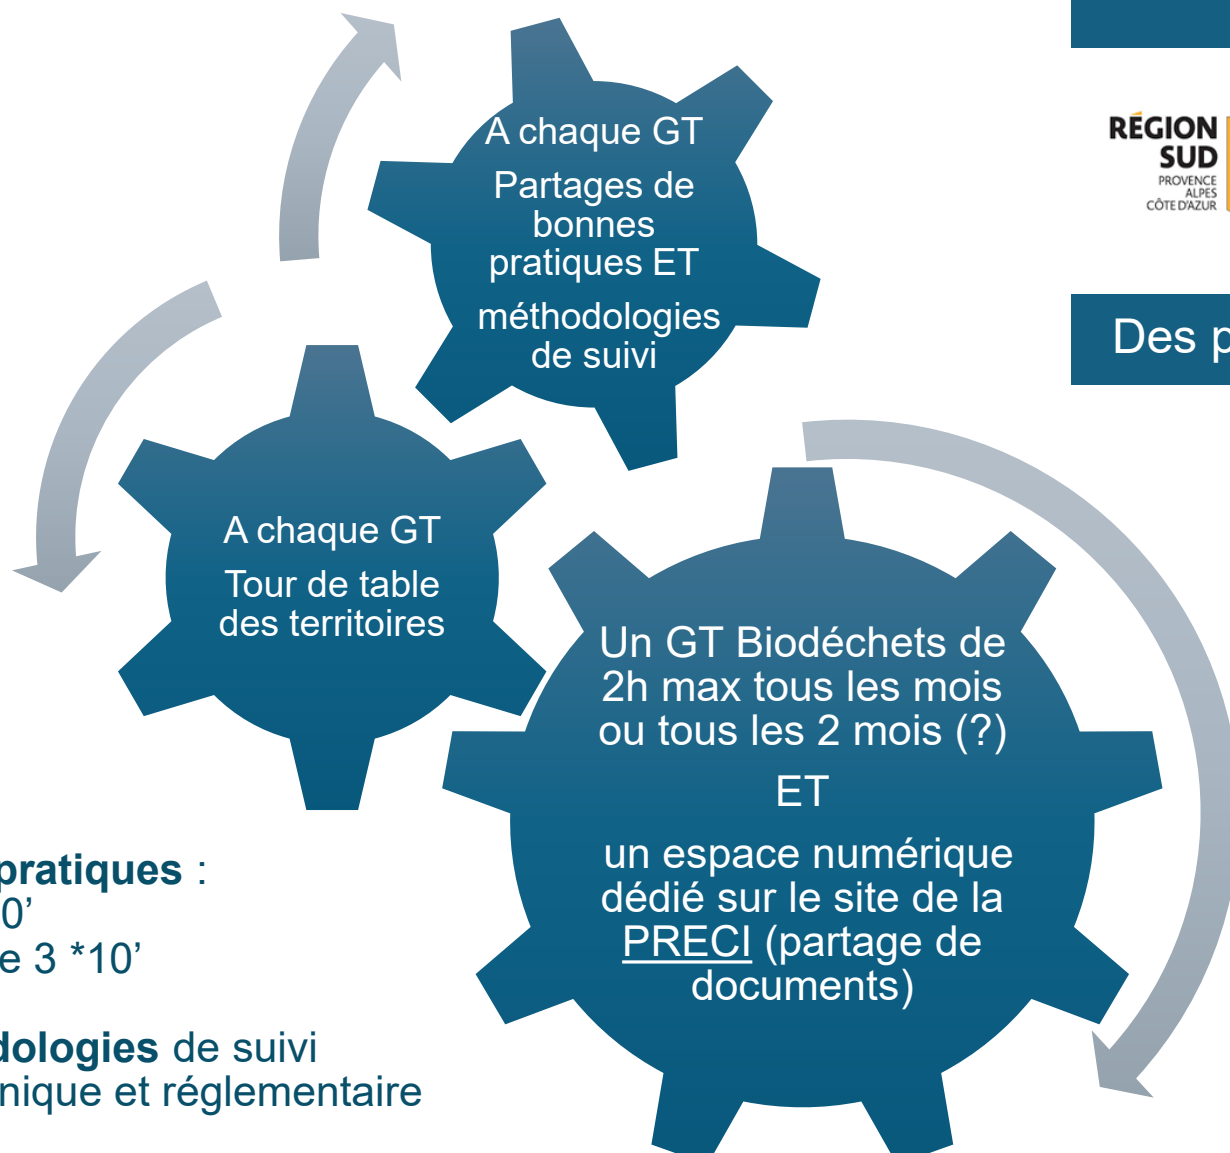 A chaque GT
Partages de
bonnes
pratiques ET
méthodologies
de suivi
RÉGION
SUD
PROVENCE
ALPES
CÔTE D'AZUR
Des p
A chaque GT
Tour de table
des territoires
Un GT Biodéchets de
2h max tous les mois
ou tous les 2 mois (?)
ET
un espace numérique
dédié sur le site de la
PRECI (partage de
documents)
pratiques :
0’
e 3 *10’
dologies de suivi
nique et réglementaire